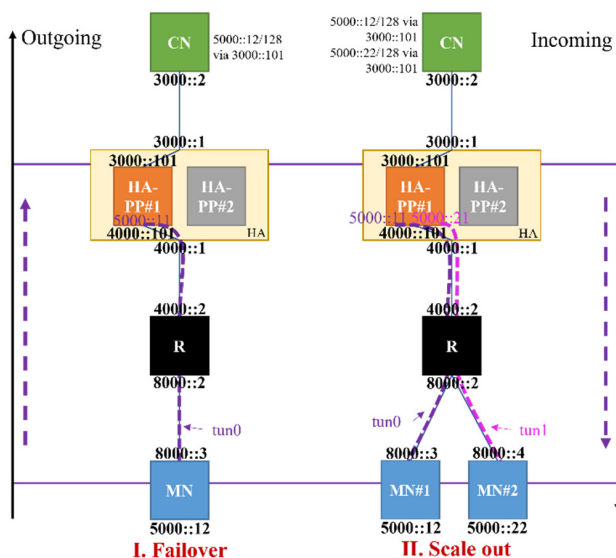 Outgoing
CN
5000::12/128
via 3000::101
3000::2
3000::1
3000::101
HA-
PP#1
HA-
PP#2
5000::11
HA
4000::101
4000::1
4000::2
R
8000::2
tun0
8000::3
MN
5000::12
I. Failover
Incoming
5000::12/128 via
3000::101
5000::22/128 via
3000::101
CN
3000::2
3000::1
3000::101
HA-
PP#1
HA-
PP#2
5000::11
5000::21
HA
4000::101
4000::1
4000::2
R
8000::2
tun0
tun1
8000::3
8000::4
MN#1
MN#2
5000::12
5000::22
II. Scale out